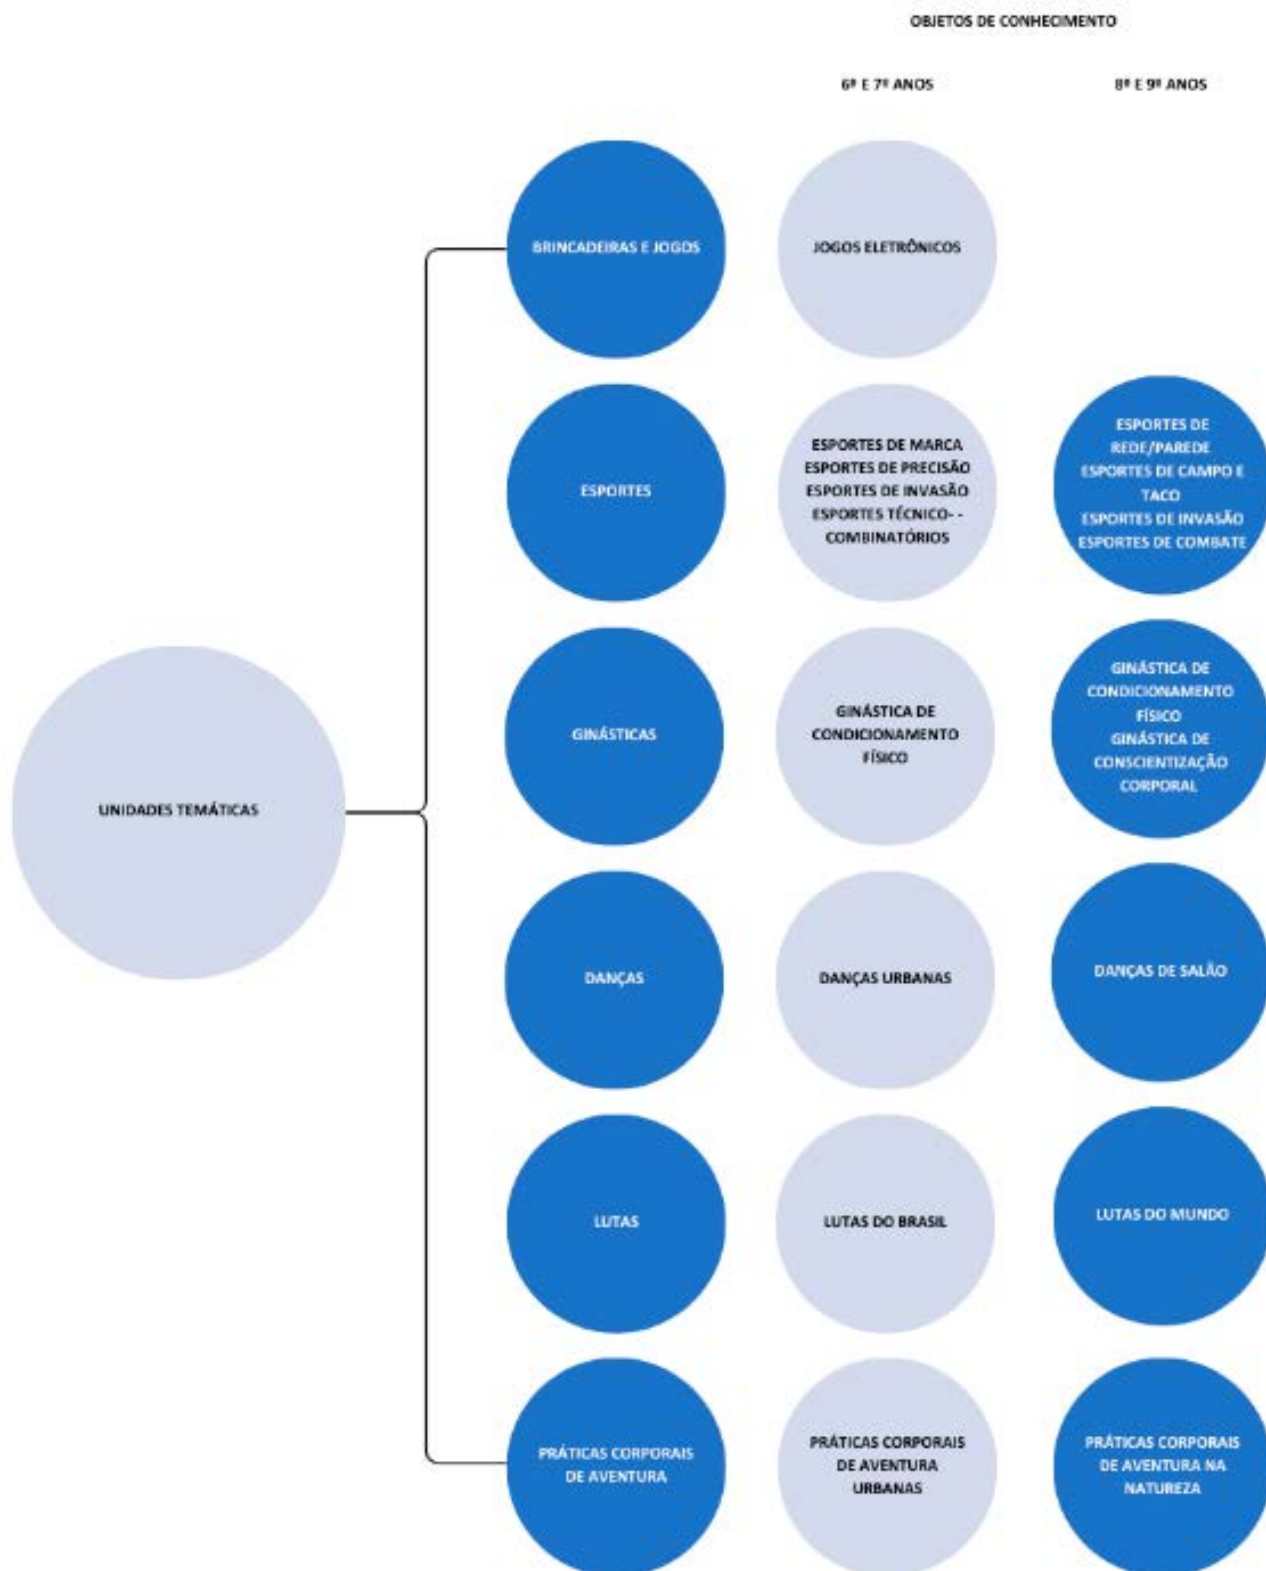 OBJETOS DE CONHECIMENTO
6º E 7º ANOS
8º E 9º ANOS
BRINCADEIRAS E JOGOS
JOGOS ELETRÔNICOS
ESPORTES
ESPORTES DE MARCA
ESPORTES DE PRECISÃO
ESPORTES DE INVASÃO
ESPORTES TÉCNICO- -
COMBINATÓRIOS
ESPORTES DE
REDE/PAREDE
ESPORTES DE CAMPO E
TACO
ESPORTES DE INVASÃO
ESPORTES DE COMBATE
UNIDADES TEMÁTICAS
GINÁSTICAS
GINÁSTICA DE
CONDICIONAMENTO
FÍSICO
GINÁSTICA DE
CONDICIONAMENTO
FÍSICO
GINÁSTICA DE
CONSCIENTIZAÇÃO
CORPORAL
DANÇAS
DANÇAS URBANAS
DANÇAS DE SALÃO
LUTAS
LUTAS DO BRASIL
LUTAS DO MUNDO
PRÁTICAS CORPORAIS
DE AVENTURA
PRÁTICAS CORPORAIS
DE AVENTURA
URBANAS
PRÁTICAS CORPORAIS
DE AVENTURA NA
NATUREZA